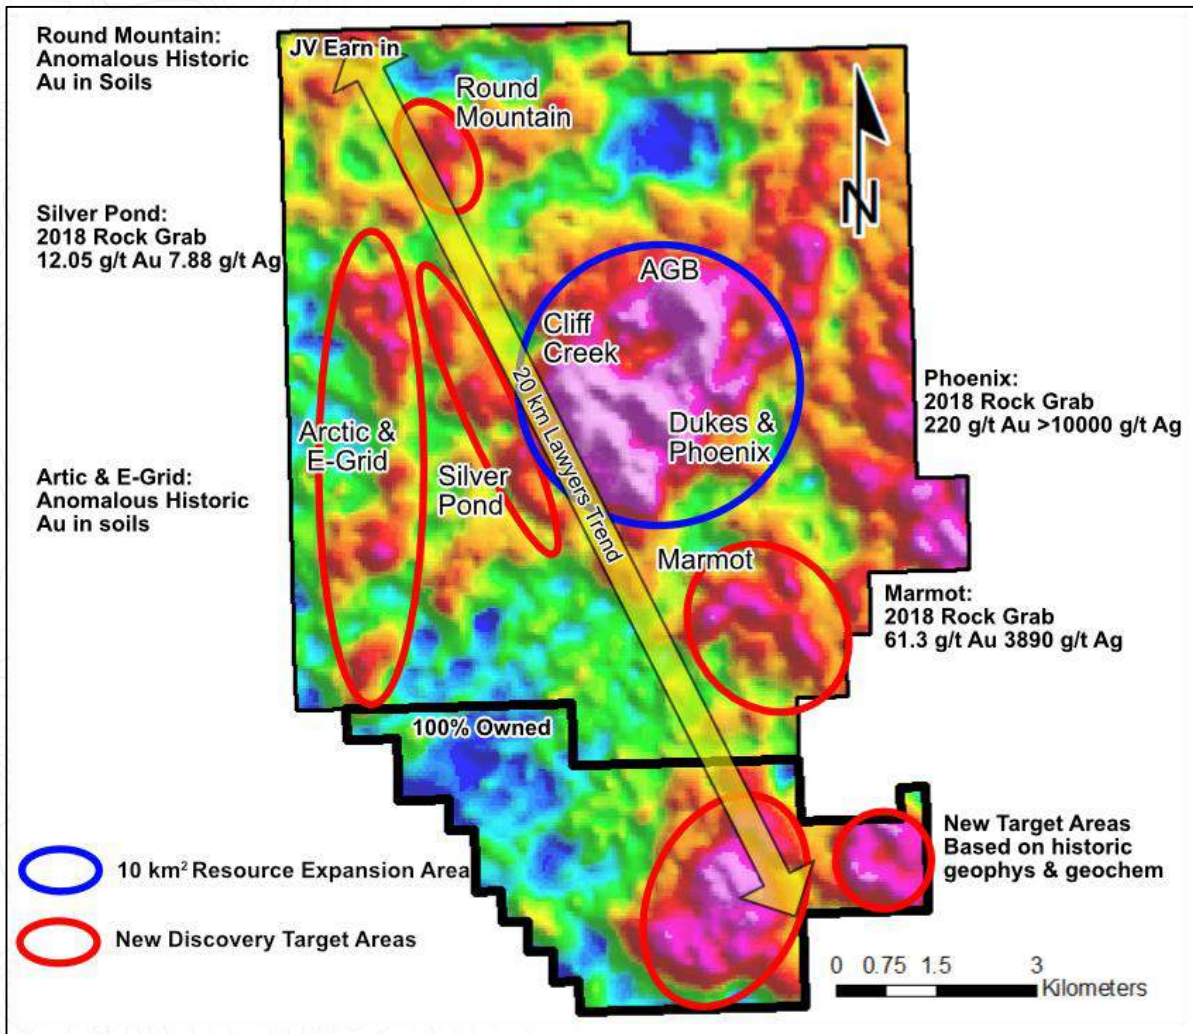 Round Mountain:
Anomalous Historic
Au in Soils
JV Earn in
Round
Mountain
N
Silver Pond:
2018 Rock Grab
12.05 g/t Au 7.88 g/t Ag
AGB
Cliff
Creek
20 km Lawyers Trend
Phoenix:
2018 Rock Grab
220 g/t Au >10000 g/t Ag
Dukes &
Phoenix
Arctic &
E-Grid
Silver
Pond
Artic & E-Grid:
Anomalous Historic
Au in soils
Marmot
Marmot:
2018 Rock Grab
61.3 g/t Au 3890 g/t Ag
100% Owned
New Target Areas
Based on historic
geophys & geochem
10 km² Resource Expansion Area
New Discovery Target Areas
0 0.75 1.5 3
Kilometers